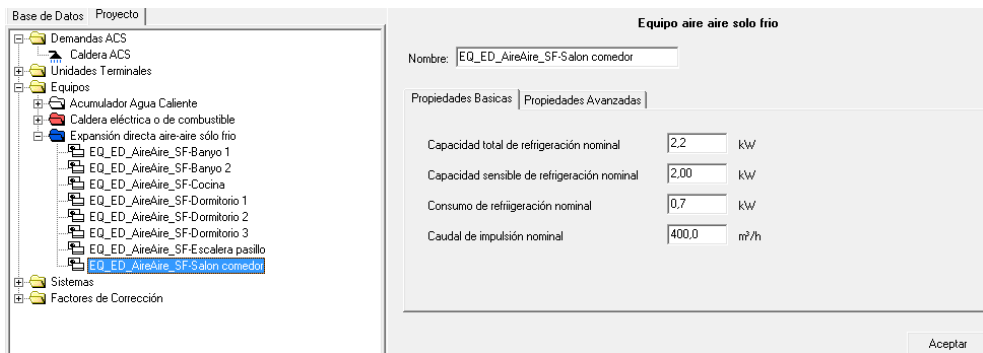 Base de Datos Proyecto
Demandas ACS
Caldera ACS
Unidades Terminales
Equipos
Acumulador Agua Caliente
Caldera eléctrica o de combustible
Expansión directa aire-aire sólo frio
EQ_ED_AireAire_SF-Banyo 1
EQ_ED_AireAire_SF-Banyo 2
EQ_ED_AireAire_SF-Cocina
EQ_ED_AireAire_SF-Dormitorio 1
EQ_ED_AireAire_SF-Dormitorio 2
EQ_ED_AireAire_SF-Dormitorio 3
EQ_ED_AireAire_SF-Escalera pasillo
EQ_ED_AireAire_SF-Salon comedor
Sistemas
Factores de Corrección
Equipo aire aire solo frio
Nombre: EQ_ED_AireAire_SF-Salon comedor
Propiedades Basicas Propiedades Avanzadas
Capacidad total de refrigeración nominal 2,2 kW
Capacidad sensible de refrigeración nominal 2,00 kW
Consumo de refriigeración nominal 0,7 kW
Caudal de impulsión nominal 400,0 m³/h
Aceptar